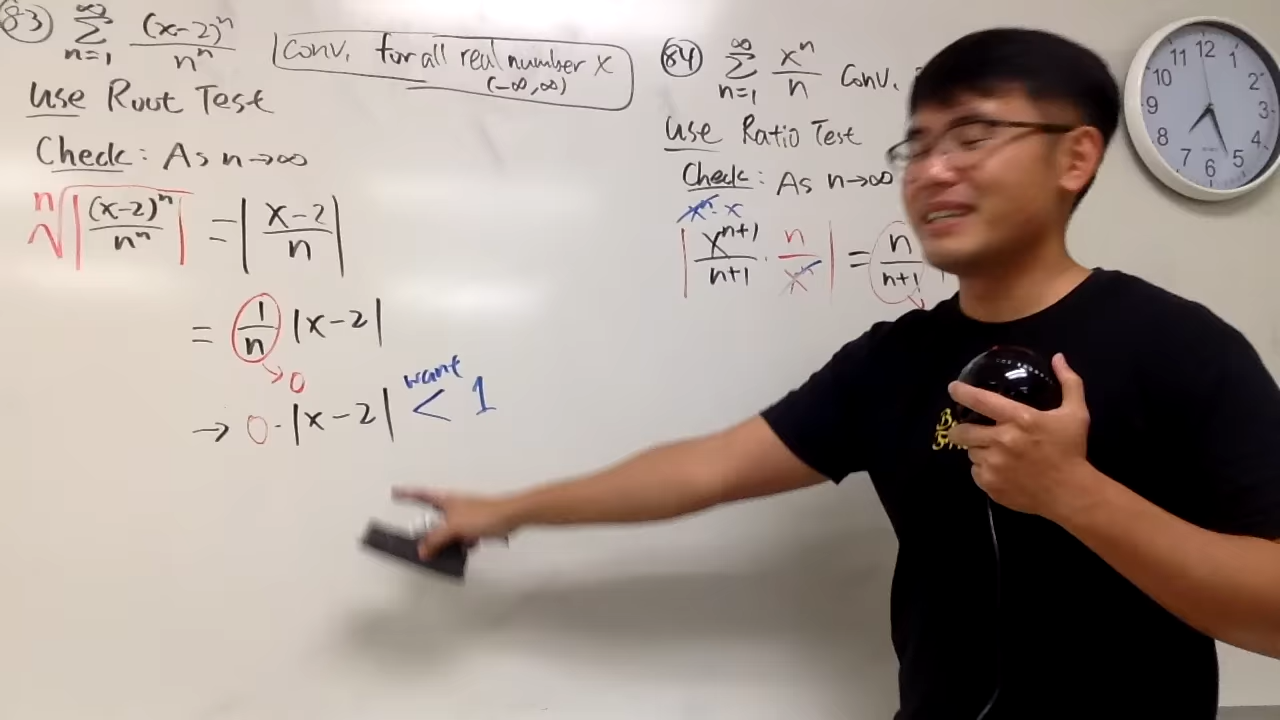 83) ∞ Σ n=1 (x-2)^n / n^n
conv. for all real number x
(-∞,∞)
use Root Test
Check: As n→∞
n√|(x-2)^n / n^n| = |x-2 / n|
= 1/n |x-2|
→ 0
→ 0·|x-2| < 1
want
84) ∞ Σ n=1 x^n / n Conv.
use Ratio Test
Check: As n→∞
x^n · x
|x^(n+1) / n+1 · n / x^n| = n / n+1
12
1
2
3
4
5
6
7
8
9
10
11